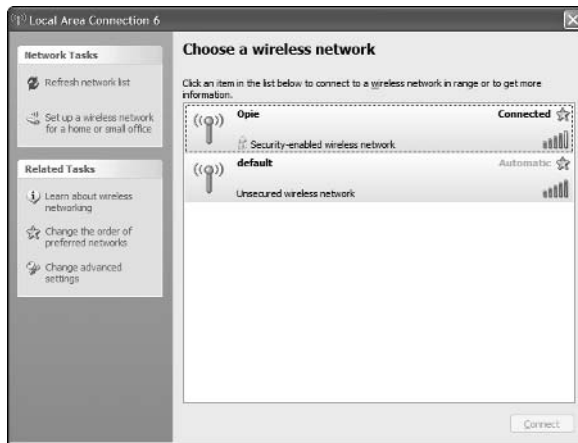 Local Area Connection 6
Network Tasks
Refresh network list
Set up a wireless network
for a home or small office
Related Tasks
Learn about wireless
networking
Change the order of
preferred networks
Change advanced
settings
Choose a wireless network
Click an item in the list below to connect to a wireless network in range or to get more
information.
Opie
Connected
Security-enabled wireless network
default
Automatic
Unsecured wireless network
Connect